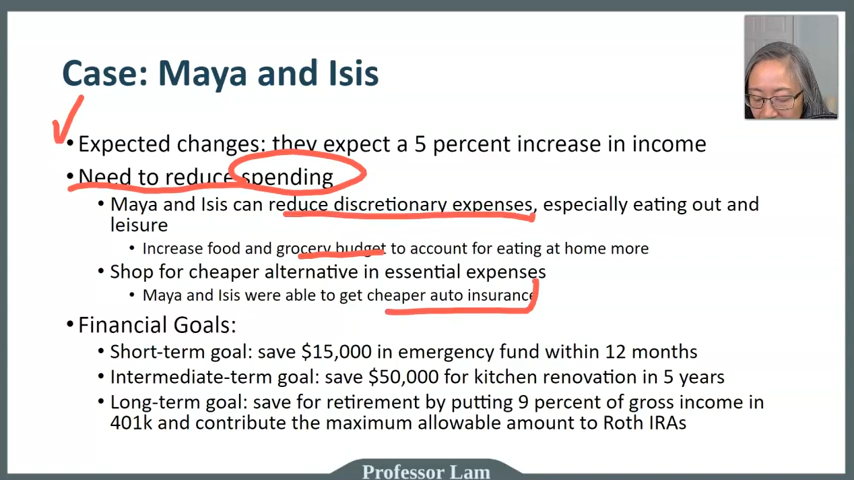 Case: Maya and Isis
• Expected changes: they expect a 5 percent increase in income
• Need to reduce spending
• Maya and Isis can reduce discretionary expenses, especially eating out and
leisure
• Increase food and grocery budget to account for eating at home more
• Shop for cheaper alternative in essential expenses
• Maya and Isis were able to get cheaper auto insurance
• Financial Goals:
• Short-term goal: save $15,000 in emergency fund within 12 months
• Intermediate-term goal: save $50,000 for kitchen renovation in 5 years
• Long-term goal: save for retirement by putting 9 percent of gross income in
401k and contribute the maximum allowable amount to Roth IRAs
Professor Lam